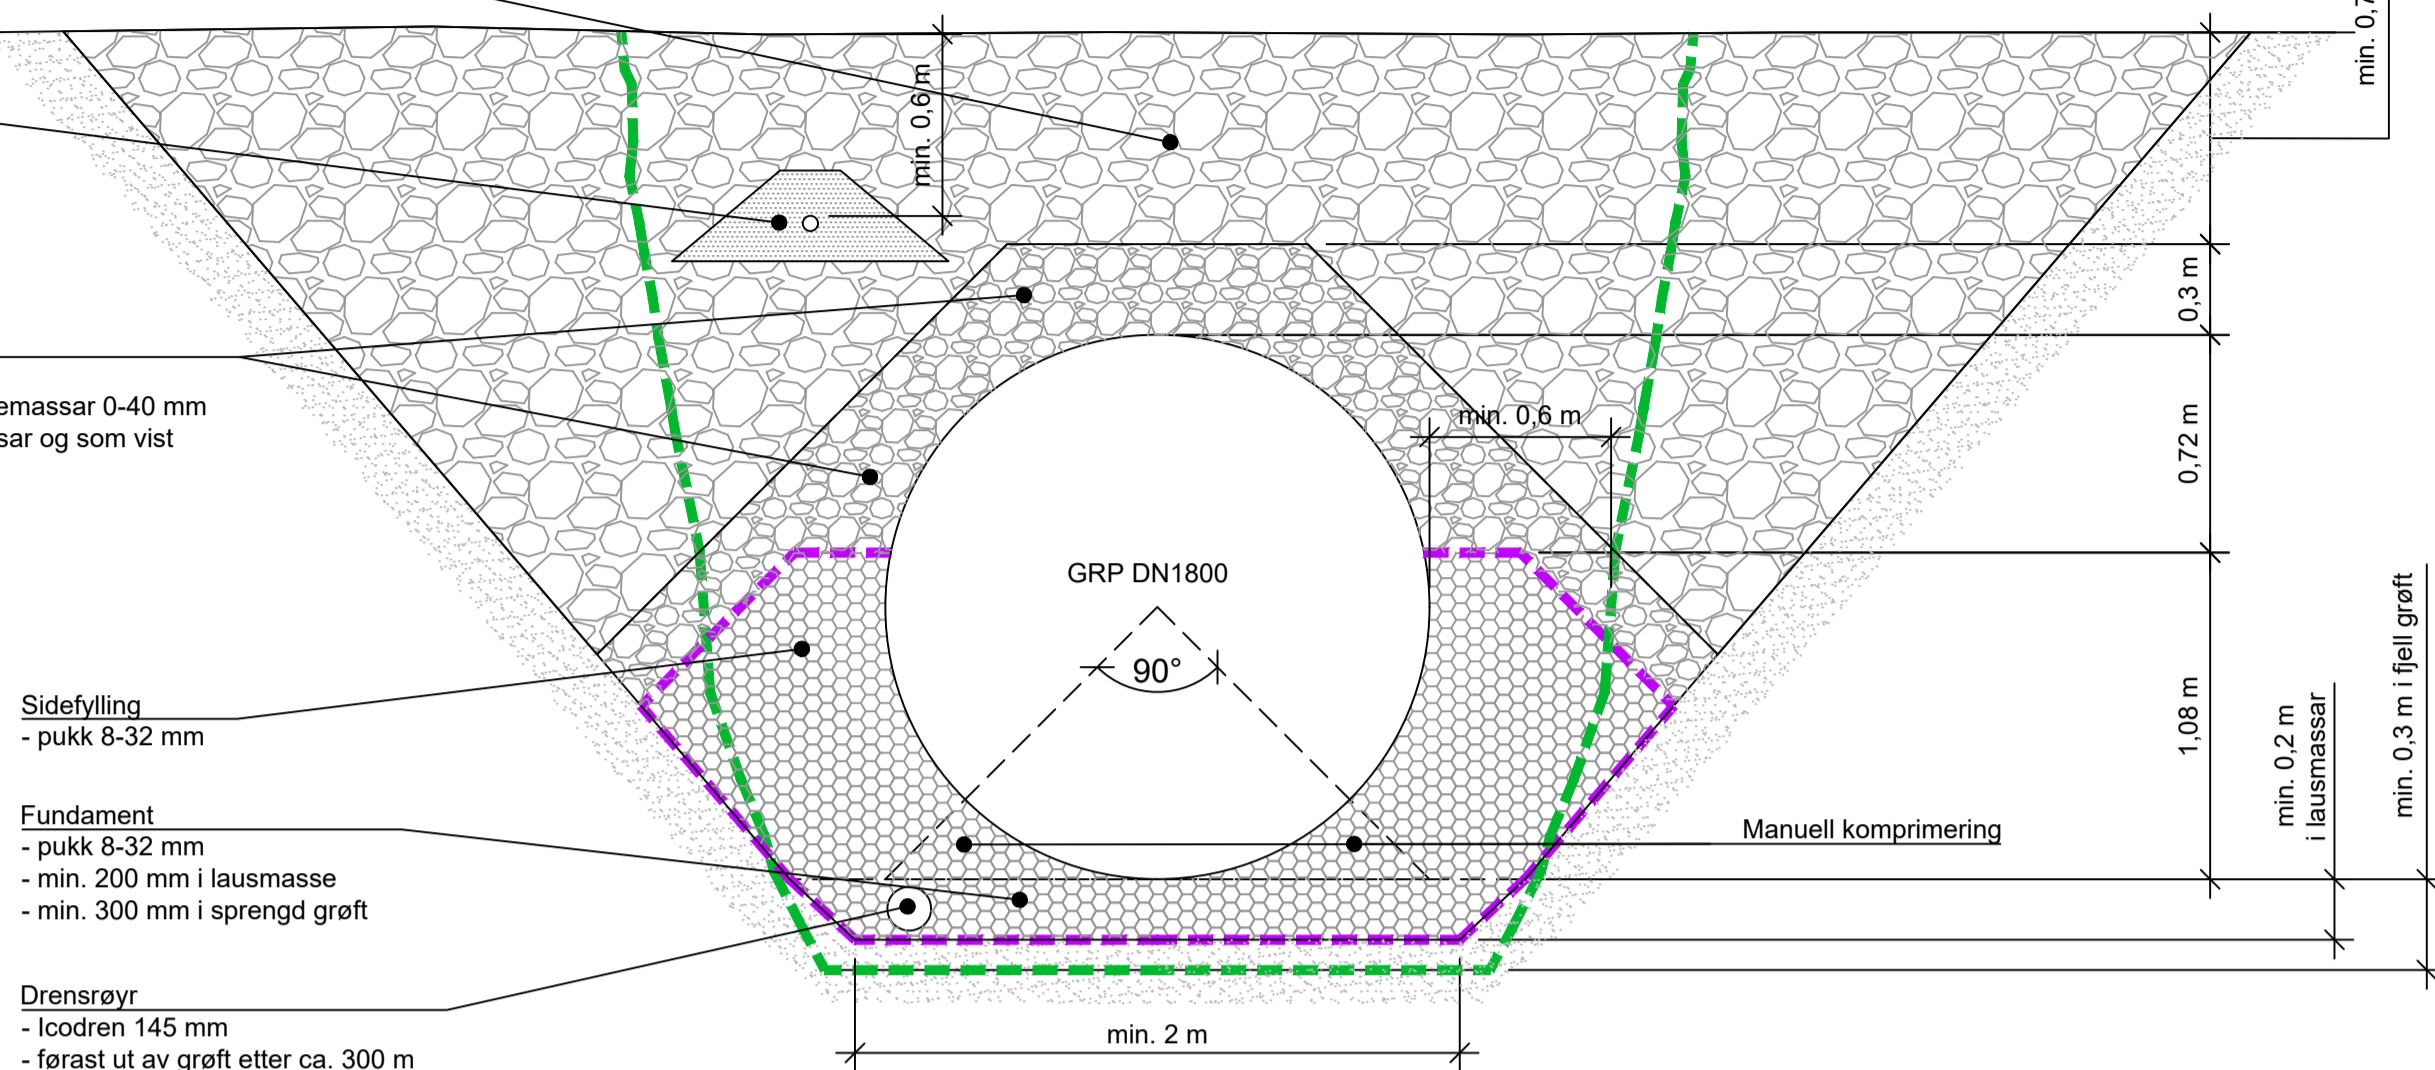 min. 0,7
min. 0,6 m
0,3 m
emassar 0-40 mm
sar og som vist
min. 0,6 m
0,72 m
GRP DN1800
90°
Sidefylling
- pukk 8-32 mm
1,08 m
min. 0,2 m
i lausmassar
min. 0,3 m i fjell grøft
Fundament
- pukk 8-32 mm
- min. 200 mm i lausmasse
- min. 300 mm i sprengd grøft
Manuell komprimering
Drensrøyr
- Icodren 145 mm
- førast ut av grøft etter ca. 300 m
min. 2 m